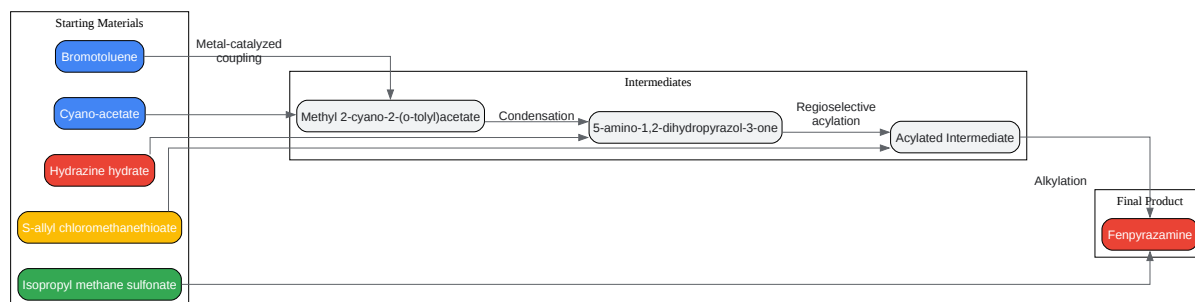 Starting Materials
Bromotoluene
Cyano-acetate
Hydrazine hydrate
S-allyl chloromethanethioate
Isopropyl methane sulfonate
Metal-catalyzed
coupling
Intermediates
Methyl 2-cyano-2-(o-tolyl)acetate
Condensation
5-amino-1,2-dihydropyrazol-3-one
Regioselective
acylation
Acylated Intermediate
Alkylation
Final Product
Fenpyrazamine